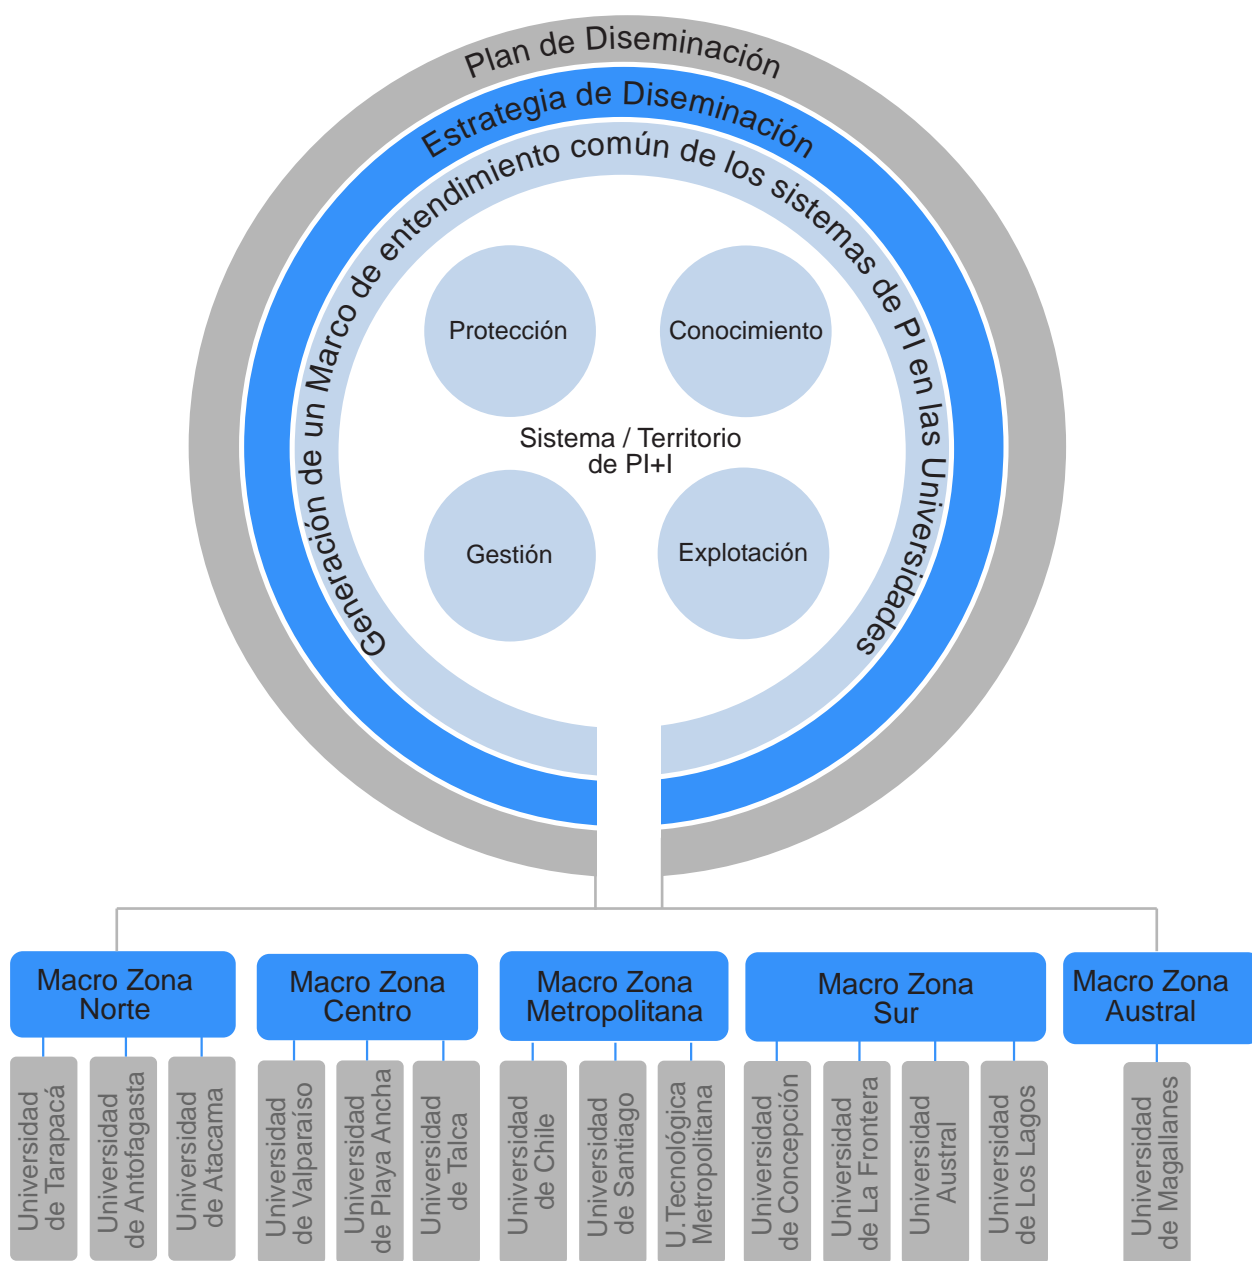 Plan de Diseminación
Estrategia de Diseminación
Generación de un Marco de entendimiento común de los sistemas de PI en las Universidades
Protección
Conocimiento
Sistema / Territorio
de PI+I
Gestión
Explotación
Macro Zona
Norte
Macro Zona
Centro
Macro Zona
Metropolitana
Macro Zona
Sur
Macro Zona
Austral
Universidad
de Tarapacá
Universidad
de Antofagasta
Universidad
de Atacama
Universidad
de Valparaíso
Universidad
de Playa Ancha
Universidad
de Talca
Universidad
de Chile
Universidad
de Santiago
U.Tecnológica
Metropolitana
Universidad
de Concepción
Universidad
de La Frontera
Universidad
Austral
Universidad
de Los Lagos
Universidad
de Magallanes